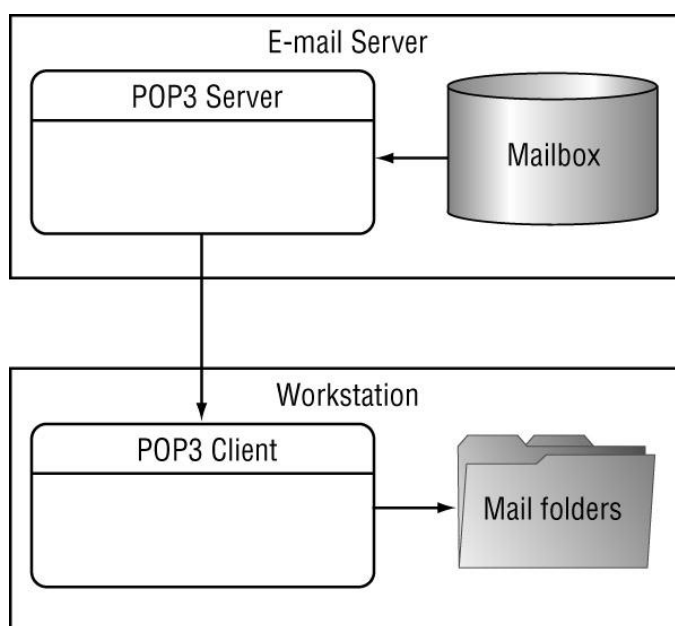 E-mail Server
POP3 Server
Mailbox
Workstation
POP3 Client
Mail folders